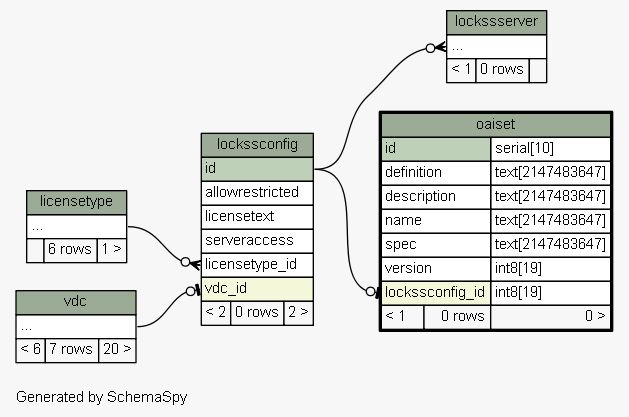 lockssserver
...
< 1 0 rows
oaiset
id serial[10]
definition text[2147483647]
description text[2147483647]
name text[2147483647]
spec text[2147483647]
version int8[19]
lockssconfig_id int8[19]
< 1 0 rows 0 >
lockssconfig
id
allowrestricted
licensetext
serveraccess
licensetype_id
vdc_id
< 2 0 rows 2 >
licensetype
...
6 rows 1 >
vdc
...
< 6 7 rows 20 >
Generated by SchemaSpy